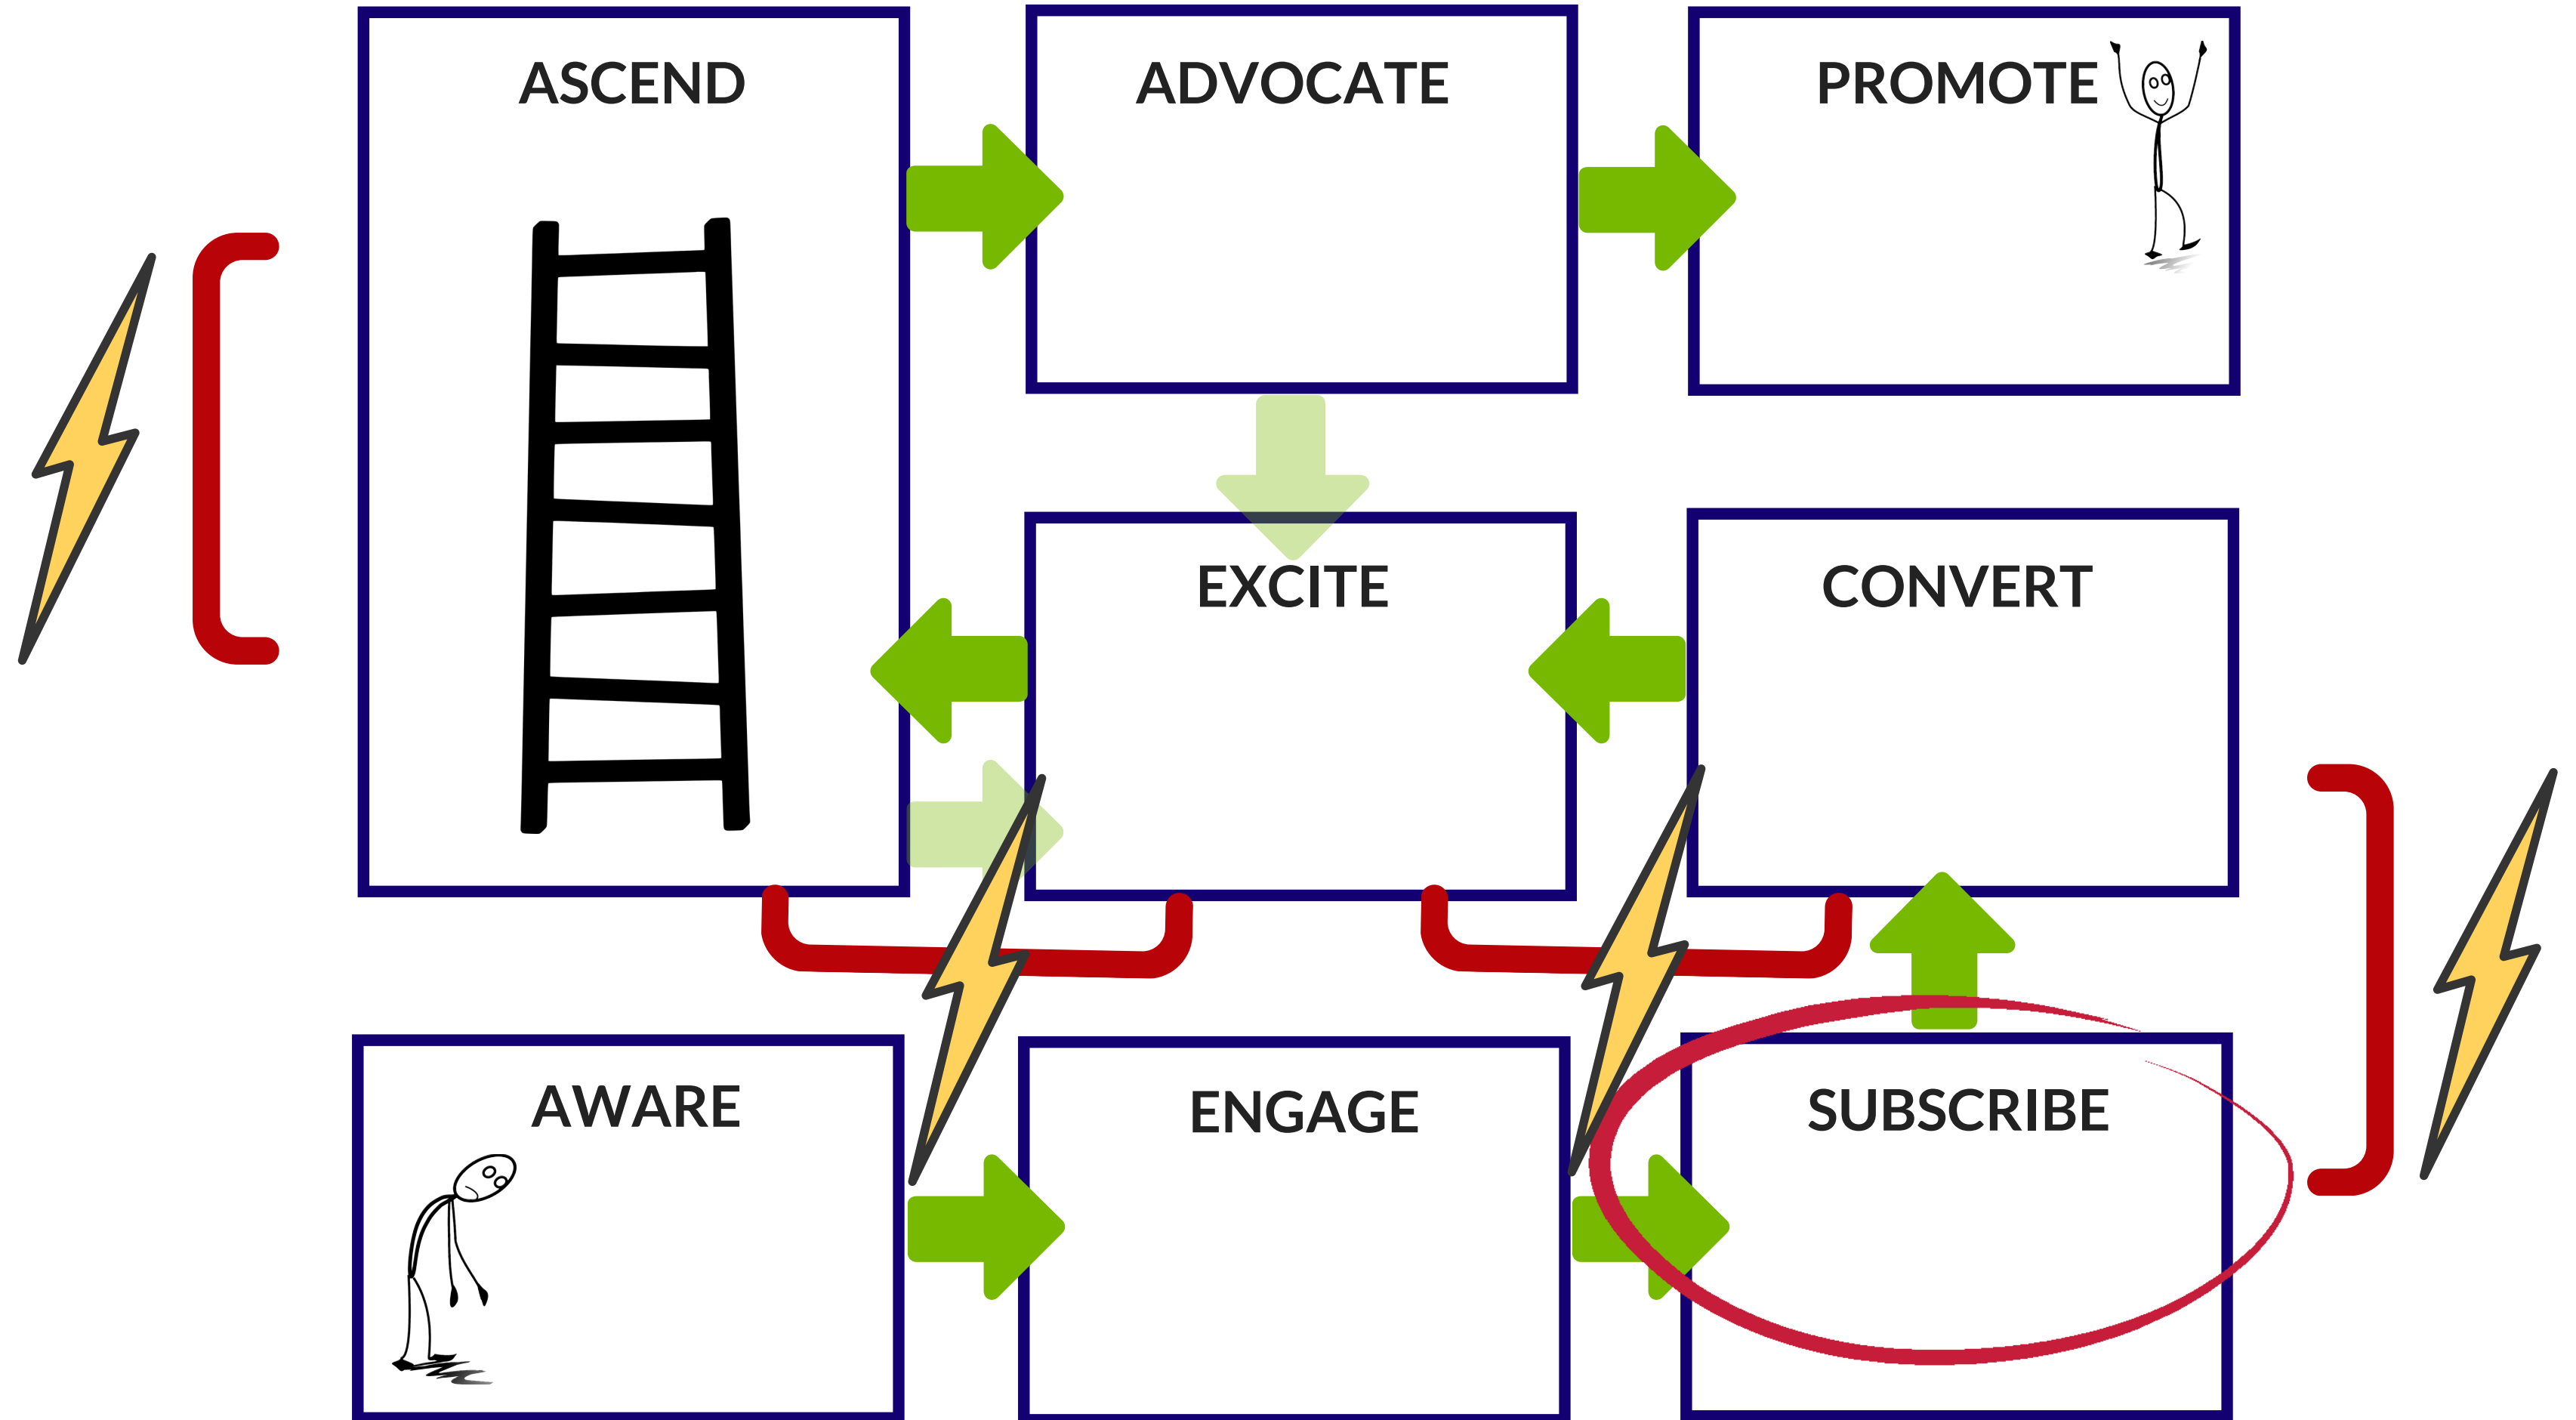 ASCEND
ADVOCATE
PROMOTE
EXCITE
CONVERT
AWARE
ENGAGE
SUBSCRIBE